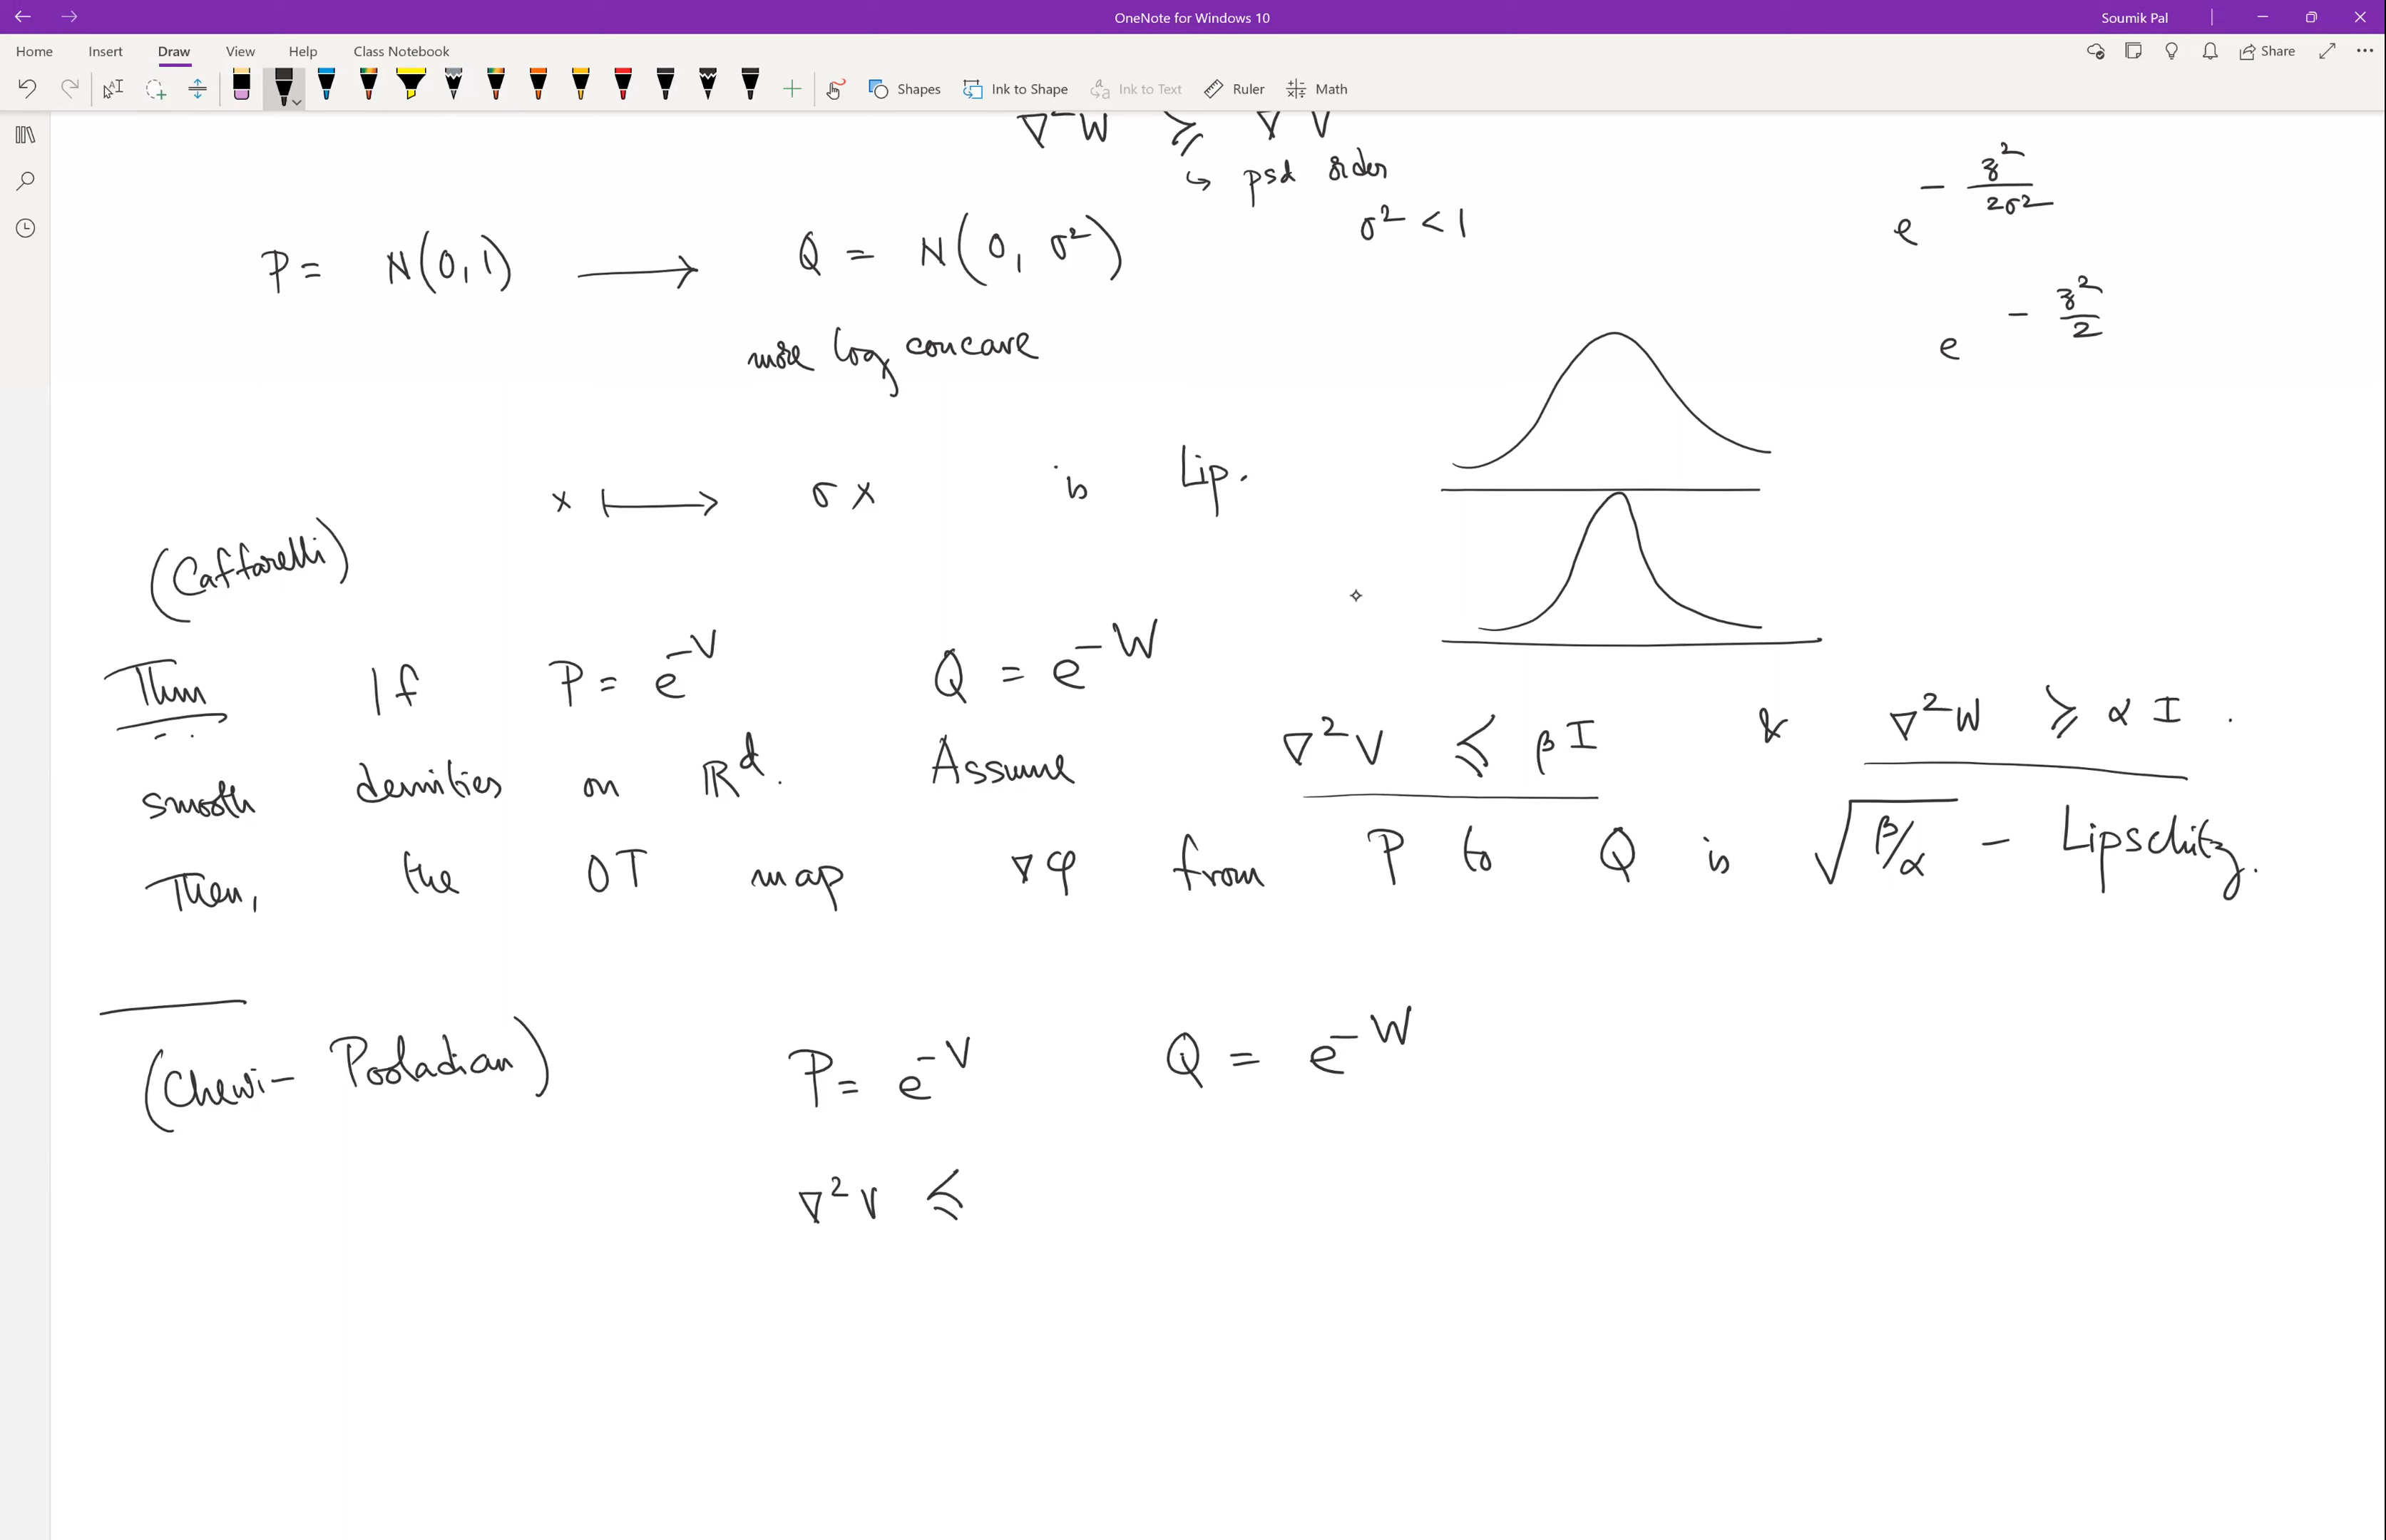 OneNote for Windows 10
Soumik Pal
Home Insert Draw View Help Class Notebook
Share
Shapes Ink to Shape Ink to Text Ruler Math
∇²W ≽ ∇²V
↪ psd order
σ² < 1
e^{-z²/2σ²}
P = N(0,1) ⟶ Q = N(0, σ²)
e^{-z²/2}
more log concave
x ⟼ σx is Lip.
(Caffarelli)
Thm If P = e^{-V} Q = e^{-W}
smooth densities on ℝ^d. Assume ∇²V ≼ βI & ∇²W ≽ αI.
Then, the OT map ∇φ from P to Q is √(β/α) - Lipschitz.
(Chewi- Pooladian) P = e^{-V} Q = e^{-W}
∇²V ≼